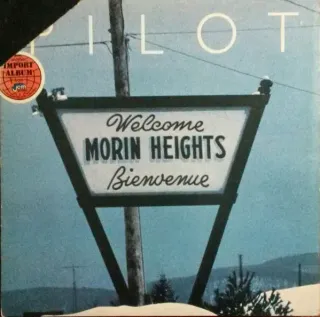 PILOT
IMPORT
ALBUM
Welcome
MORIN HEIGHTS
Bienvenue